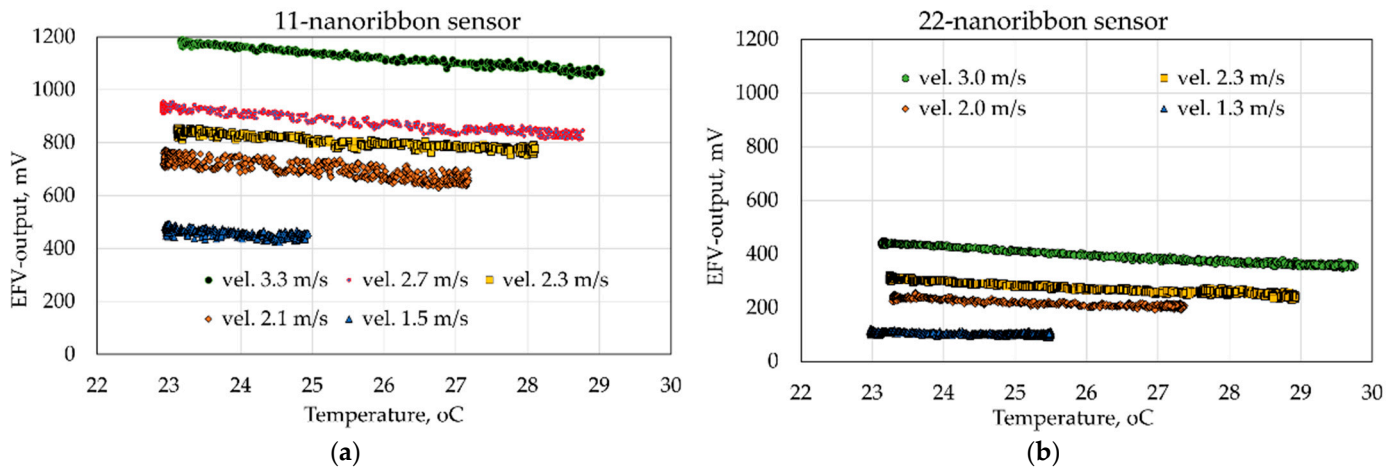 11-nanoribbon sensor
EFV-output, mV
1200
1000
800
600
400
200
0
vel. 3.3 m/s vel. 2.7 m/s vel. 2.3 m/s
vel. 2.1 m/s vel. 1.5 m/s
22 23 24 25 26 27 28 29 30
Temperature, oC
(a)
22-nanoribbon sensor
EFV-output, mV
1200
1000
800
600
400
200
0
vel. 3.0 m/s vel. 2.3 m/s
vel. 2.0 m/s vel. 1.3 m/s
22 23 24 25 26 27 28 29 30
Temperature, oC
(b)